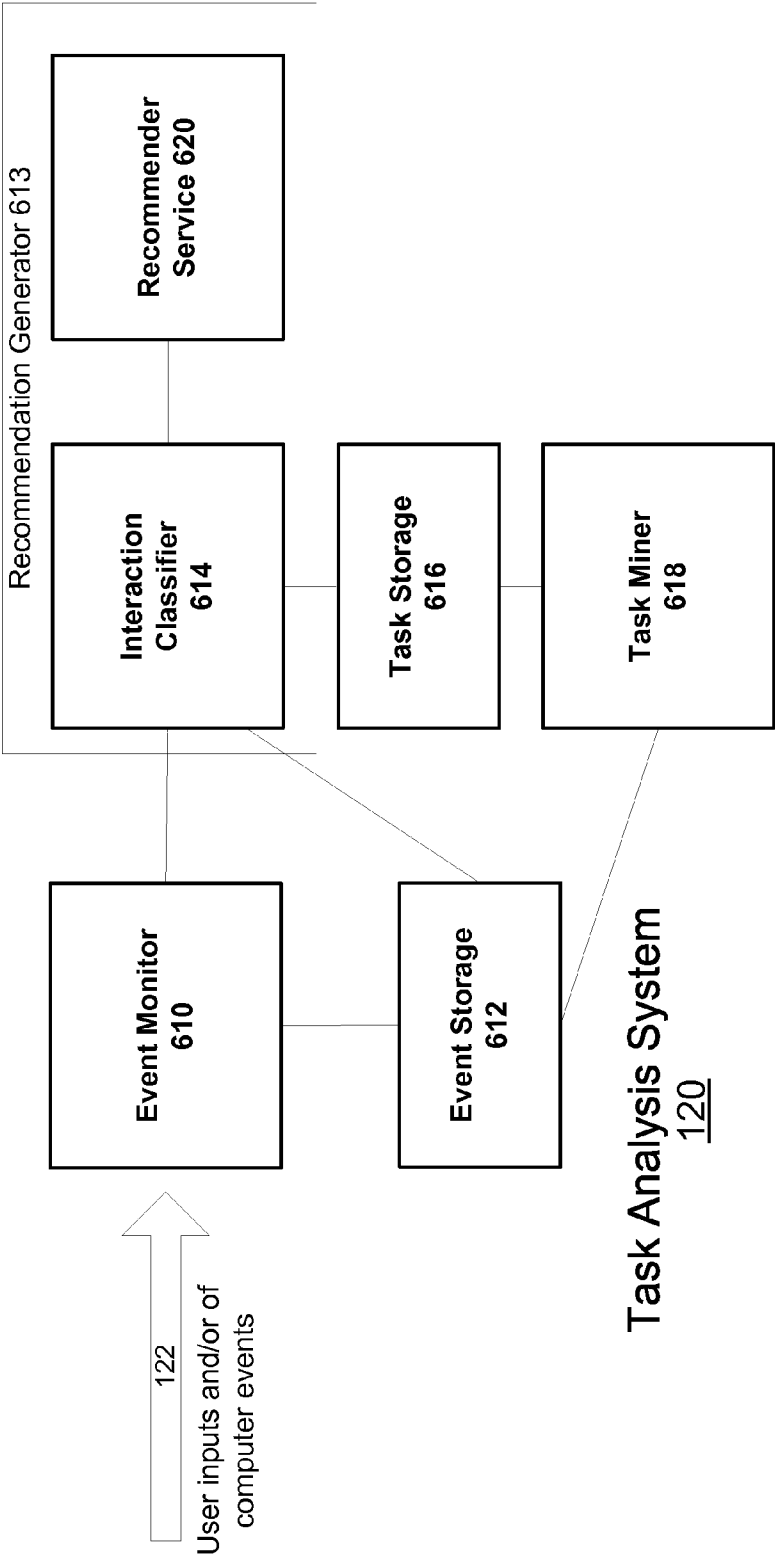 Recommendation Generator 613
122
User inputs and/or of
computer events
Event Monitor
610
Interaction
Classifier
614
Recommender
Service 620
Event Storage
612
Task Storage
616
Task Miner
618
Task Analysis System
120